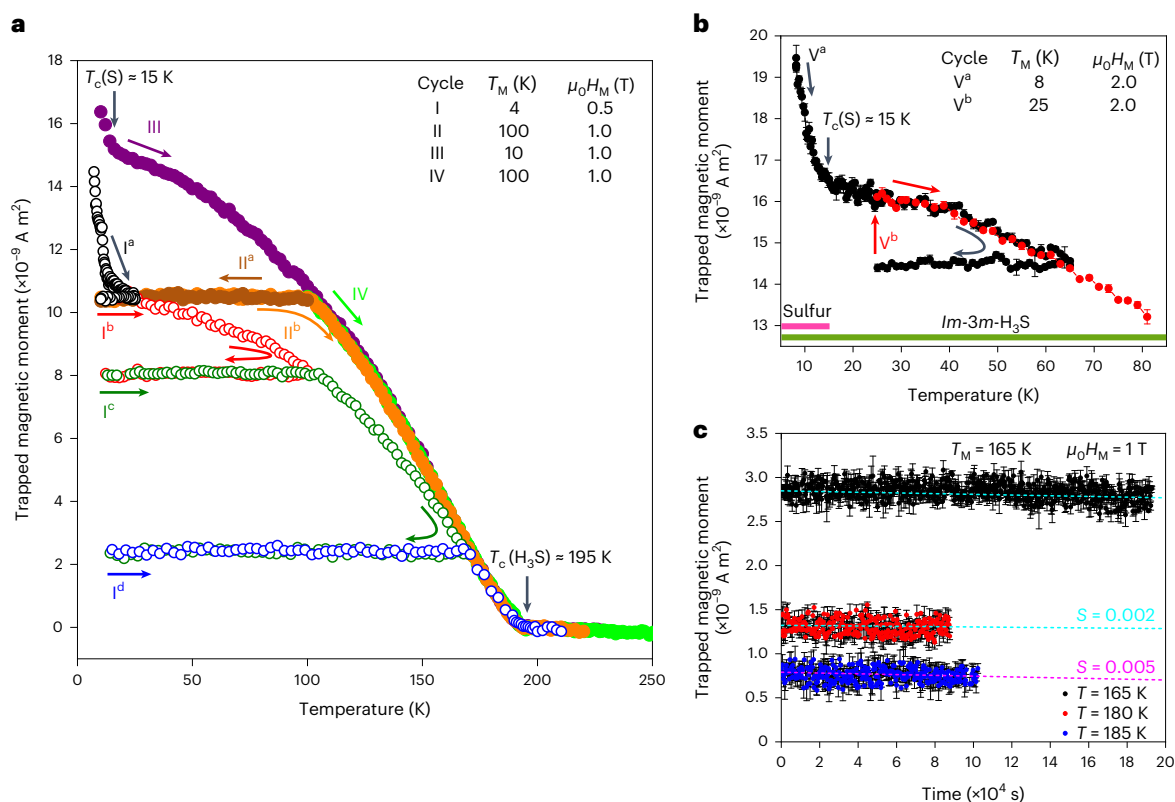 a
18
16
14
12
10
8
6
4
2
0
0 50 100 150 200 250
Trapped magnetic moment (×10⁻⁹ A m²)
Temperature (K)
Tc(S) ≈ 15 K
Cycle TM (K) μ0HM (T)
I 4 0.5
II 100 1.0
III 10 1.0
IV 100 1.0
III
Iᵃ
IIᵃ
IV
Iᵇ
IIᵇ
Iᶜ
Tc (H3S) ≈ 195 K
Iᵈ
b
20
19
18
17
16
15
14
13
10 20 30 40 50 60 70 80
Trapped magnetic moment
(×10⁻⁹ A m²)
Temperature (K)
Vᵃ
Cycle TM (K) μ0HM (T)
Vᵃ 8 2.0
Vᵇ 25 2.0
Tc(S) ≈ 15 K
Vᵇ
Sulfur
Im-3m-H3S
c
3.5
3.0
2.5
2.0
1.5
1.0
0.5
0
0 2 4 6 8 10 12 14 16 18 20
Trapped magnetic moment
(×10⁻⁹ A m²)
Time (×10⁴ s)
TM = 165 K μ0HM = 1 T
S = 0.002
S = 0.005
T = 165 K
T = 180 K
T = 185 K